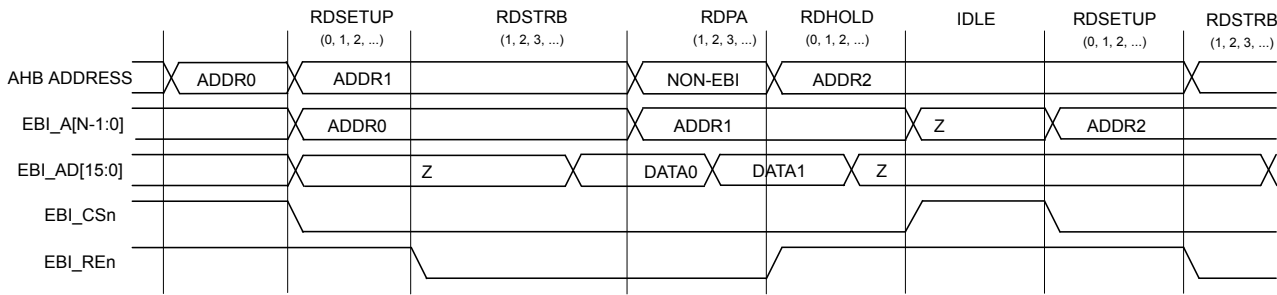 RDSETUP RDSTRB RDPA RDHOLD IDLE RDSETUP RDSTRB
(0, 1, 2, ...) (1, 2, 3, ...) (1, 2, 3, ...) (0, 1, 2, ...) (0, 1, 2, ...) (1, 2, 3, ...)
AHB ADDRESS ADDR0 ADDR1 NON-EBI ADDR2
EBI_A[N-1:0] ADDR0 ADDR1 Z ADDR2
EBI_AD[15:0] Z DATA0 DATA1 Z
EBI_CSn
EBI_REn